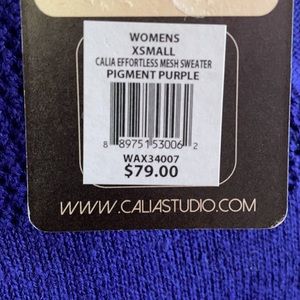 WOMENS
XSMALL
CALIA EFFORTLESS MESH SWEATER
PIGMENT PURPLE
8 89751 53006 2
WAX34007
$79.00
WWW.CALIASTUDIO.COM